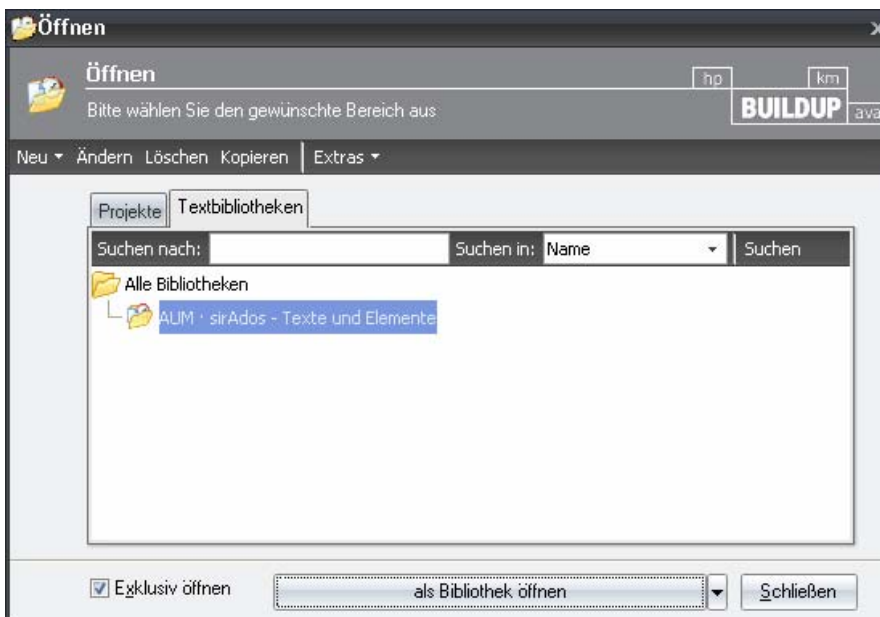 Öffnen
Öffnen
hp km
Bitte wählen Sie den gewünschte Bereich aus
BUILDUP ava
Neu Ändern Löschen Kopieren Extras
Projekte Textbibliotheken
Suchen nach: Suchen in: Name Suchen
Alle Bibliotheken
AUM · sirAdos - Texte und Elemente
Exklusiv öffnen als Bibliothek öffnen Schließen